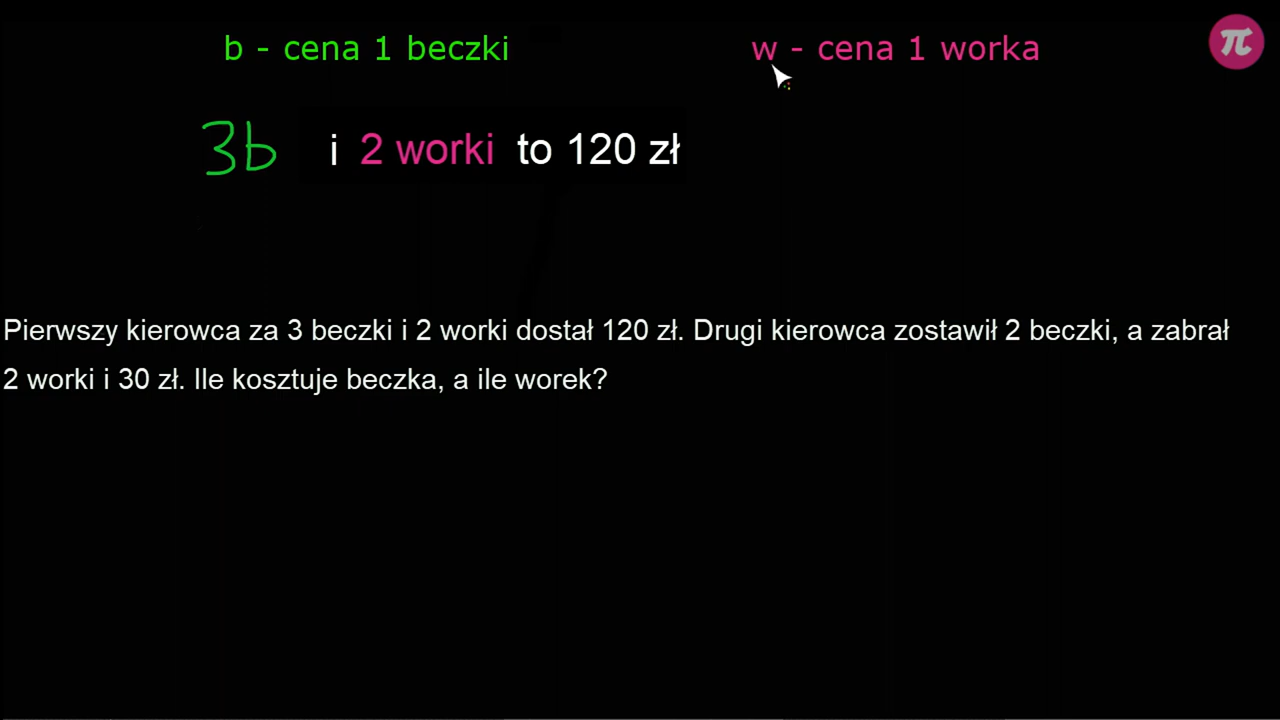 b - cena 1 beczki w - cena 1 worka π
3b i 2 worki to 120 zł
Pierwszy kierowca za 3 beczki i 2 worki dostał 120 zł. Drugi kierowca zostawił 2 beczki, a zabrał
2 worki i 30 zł. Ile kosztuje beczka, a ile worek?